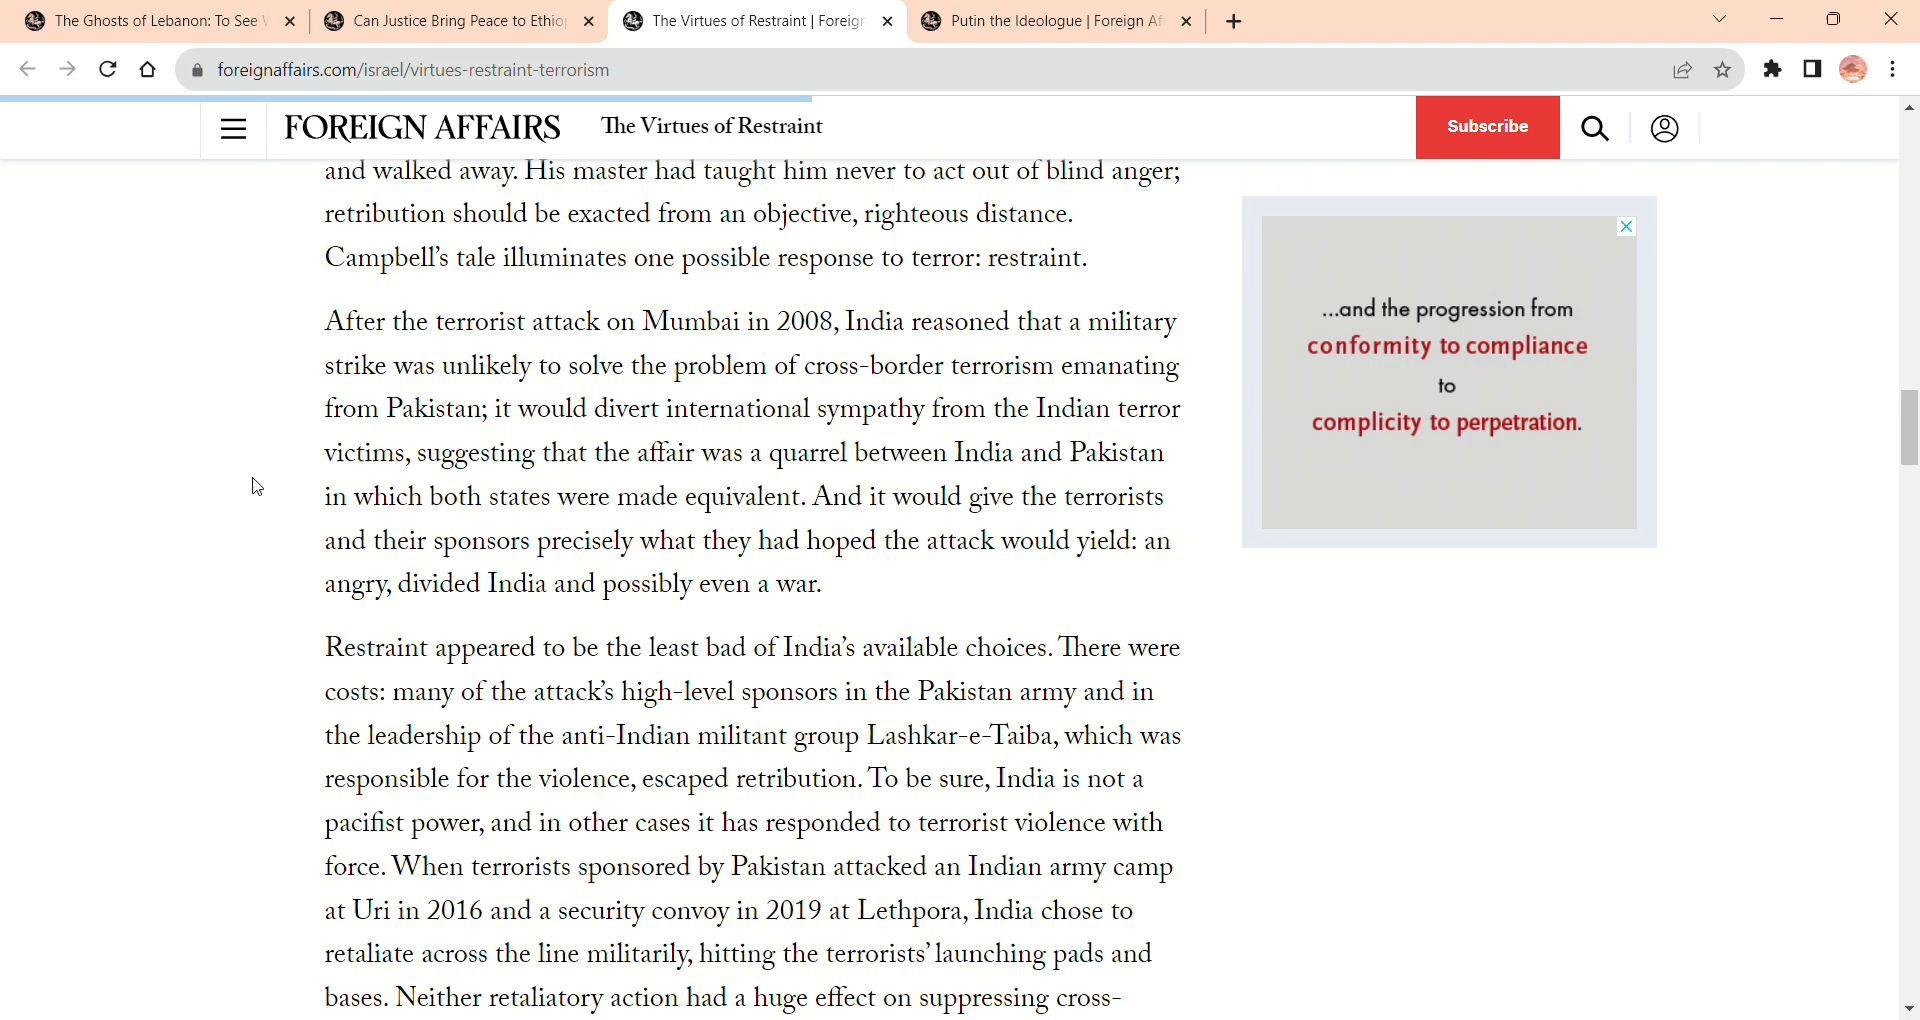 The Ghosts of Lebanon: To See
Can Justice Bring Peace to Ethio
The Virtues of Restraint | Foreign
Putin the Ideologue | Foreign Af
foreignaffairs.com/israel/virtues-restraint-terrorism
FOREIGN AFFAIRS
The Virtues of Restraint
Subscribe
and walked away. His master had taught him never to act out of blind anger;
retribution should be exacted from an objective, righteous distance.
Campbell’s tale illuminates one possible response to terror: restraint.
After the terrorist attack on Mumbai in 2008, India reasoned that a military
strike was unlikely to solve the problem of cross-border terrorism emanating
from Pakistan; it would divert international sympathy from the Indian terror
victims, suggesting that the affair was a quarrel between India and Pakistan
in which both states were made equivalent. And it would give the terrorists
and their sponsors precisely what they had hoped the attack would yield: an
angry, divided India and possibly even a war.
Restraint appeared to be the least bad of India’s available choices. There were
costs: many of the attack’s high-level sponsors in the Pakistan army and in
the leadership of the anti-Indian militant group Lashkar-e-Taiba, which was
responsible for the violence, escaped retribution. To be sure, India is not a
pacifist power, and in other cases it has responded to terrorist violence with
force. When terrorists sponsored by Pakistan attacked an Indian army camp
at Uri in 2016 and a security convoy in 2019 at Lethpora, India chose to
retaliate across the line militarily, hitting the terrorists’ launching pads and
bases. Neither retaliatory action had a huge effect on suppressing cross-
...and the progression from
conformity to compliance
to
complicity to perpetration.